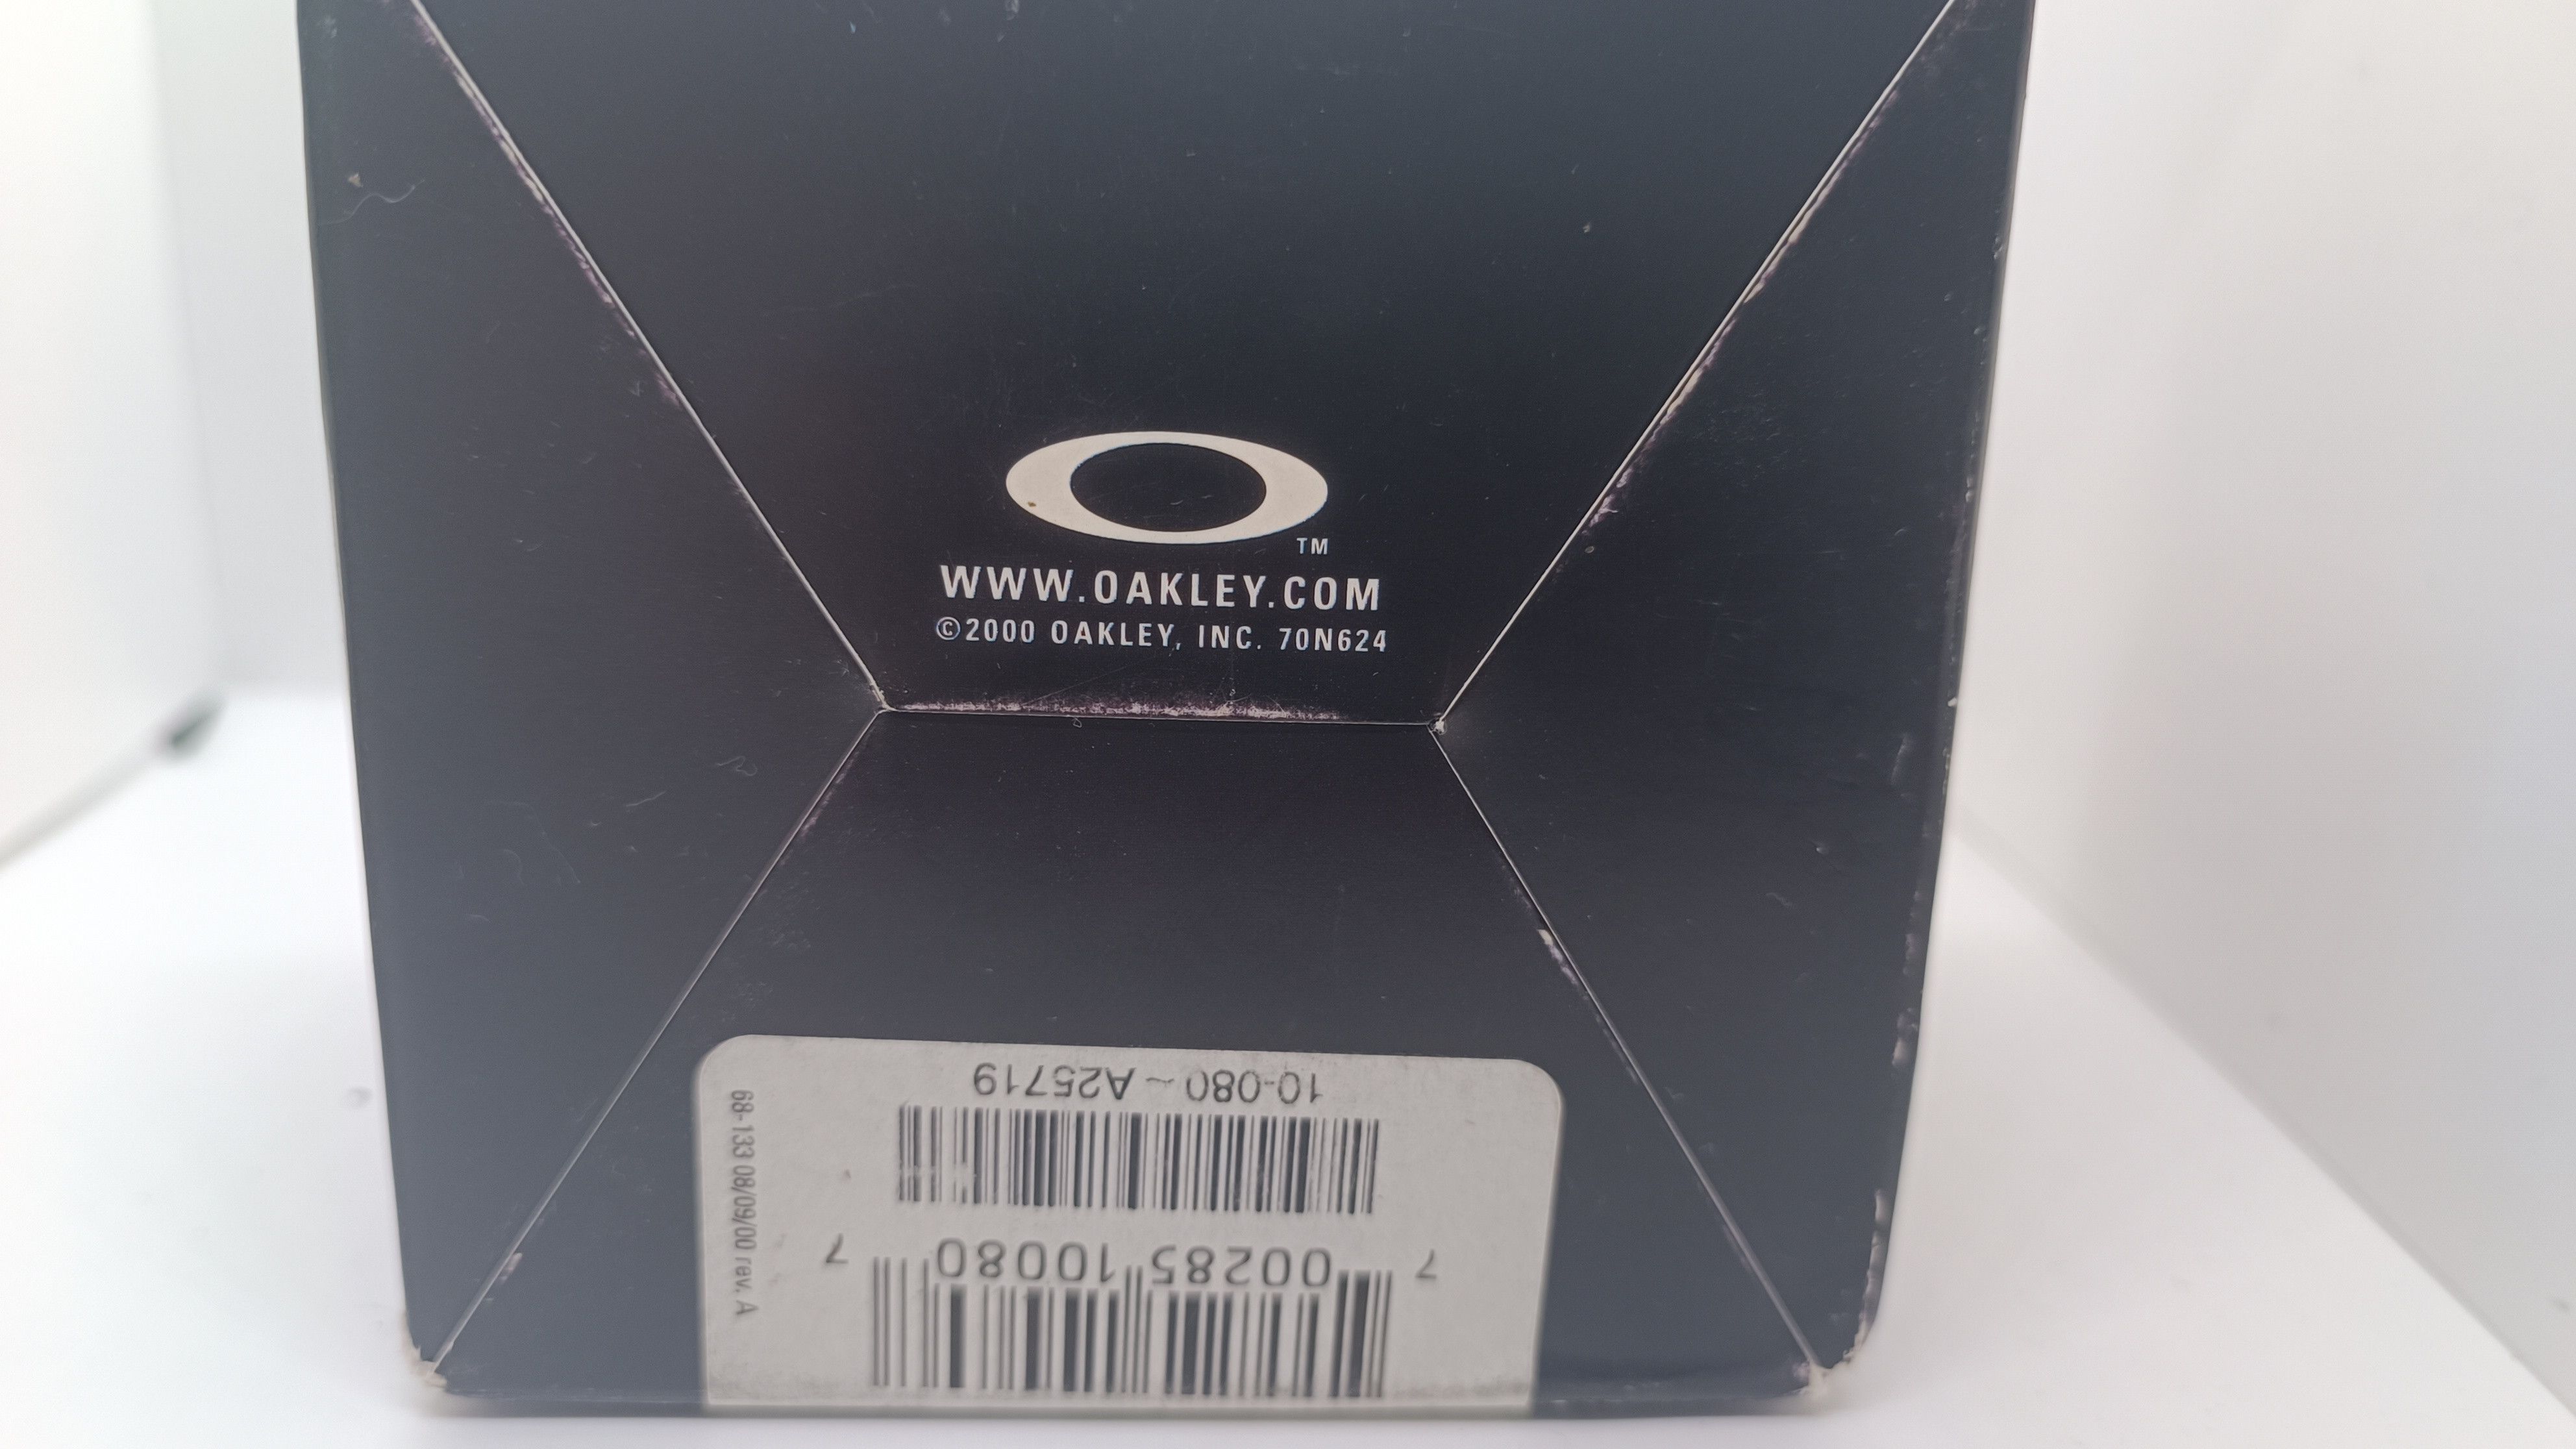 TM
WWW.OAKLEY.COM
©2000 OAKLEY, INC. 70N624
10-080 ~ A25719
7 00285 10080 7
68-133 08/09/00 rev. A